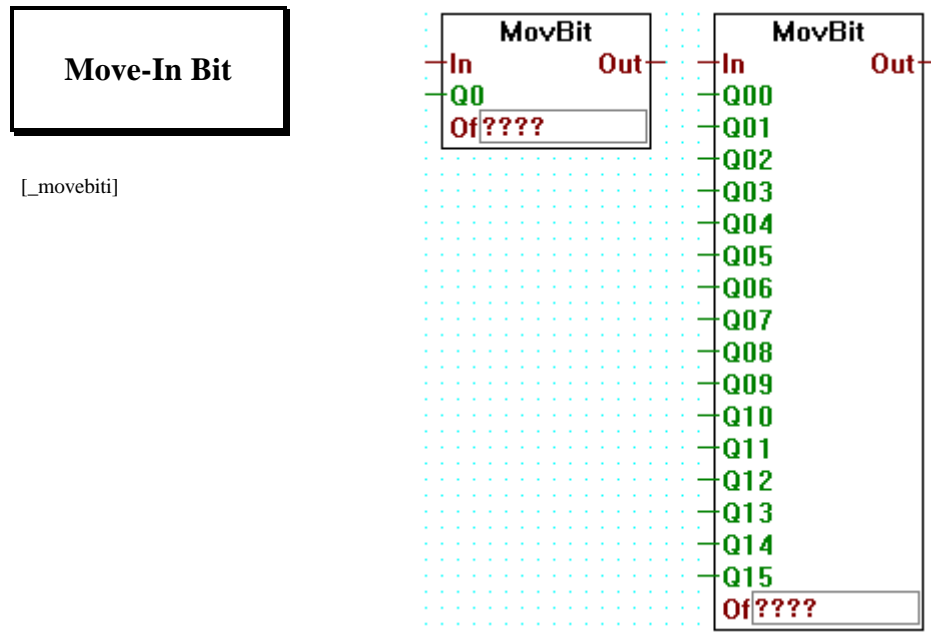 Move-In Bit
[_movebiti]
MovBit
In Out
Q0
Of ????
MovBit
In Out
Q00
Q01
Q02
Q03
Q04
Q05
Q06
Q07
Q08
Q09
Q10
Q11
Q12
Q13
Q14
Q15
Of ????